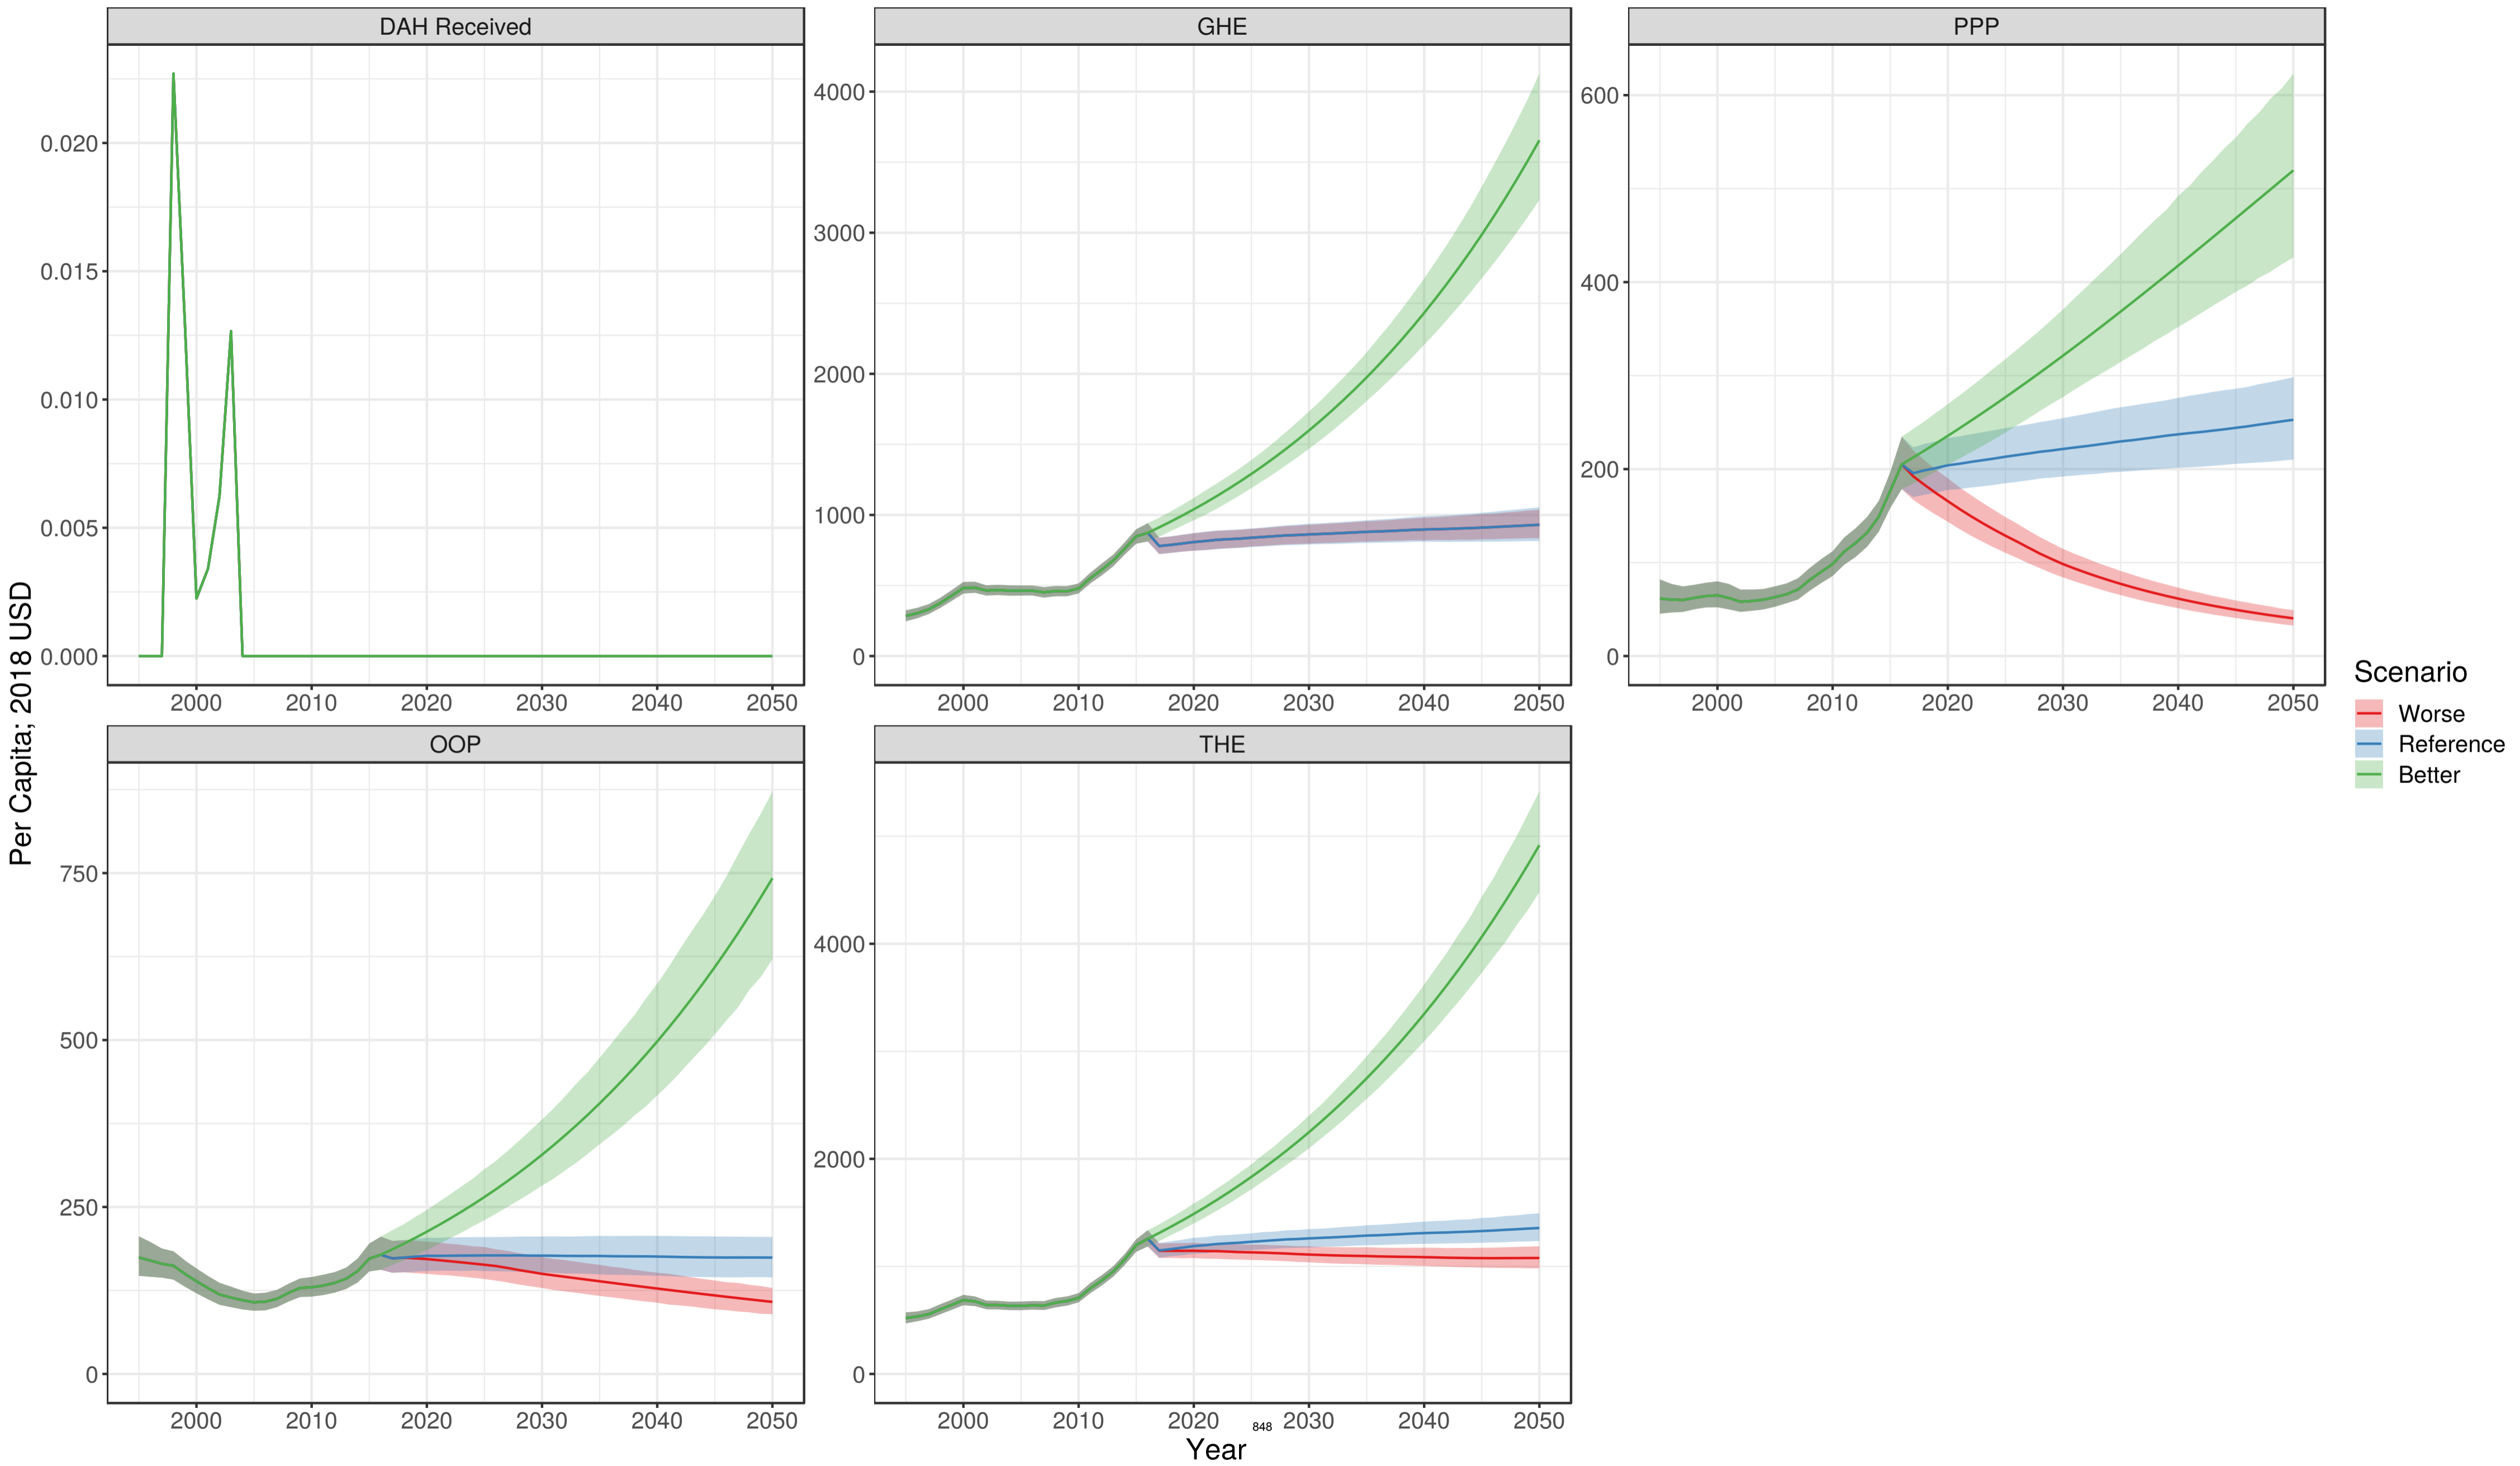 DAH Received
GHE
PPP
0.020
0.015
0.010
0.005
0.000
4000
3000
2000
1000
0
600
400
200
0
2000 2010 2020 2030 2040 2050
2000 2010 2020 2030 2040 2050
2000 2010 2020 2030 2040 2050
Per Capita; 2018 USD
Scenario
Worse
Reference
Better
OOP
THE
750
500
250
0
4000
2000
0
2000 2010 2020 2030 2040 2050
2000 2010 2020 2030 2040 2050
848
Year